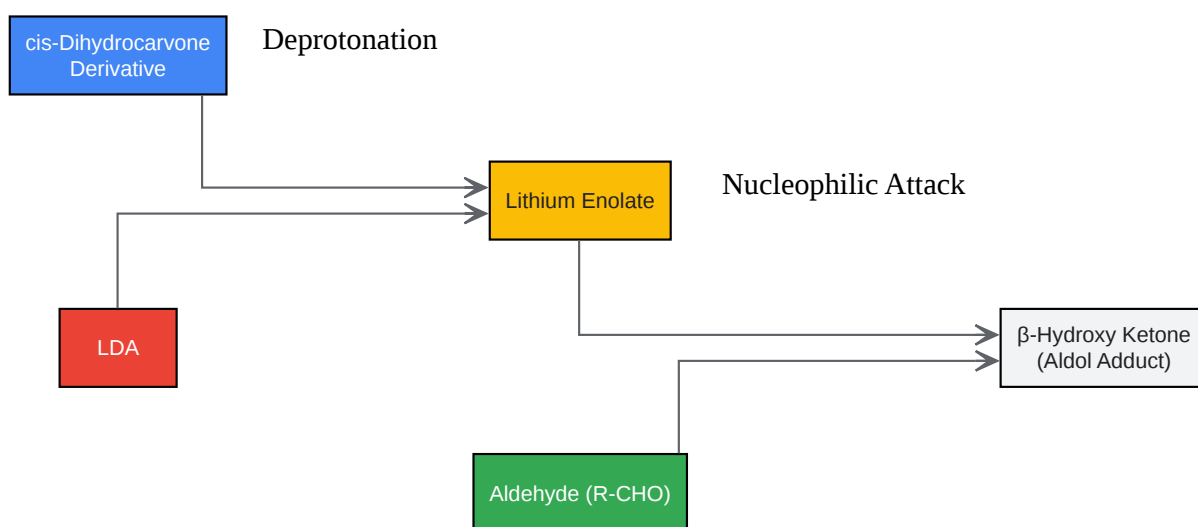 cis-Dihydrocarvone
Derivative
Deprotonation
Lithium Enolate
Nucleophilic Attack
LDA
β-Hydroxy Ketone
(Aldol Adduct)
Aldehyde (R-CHO)